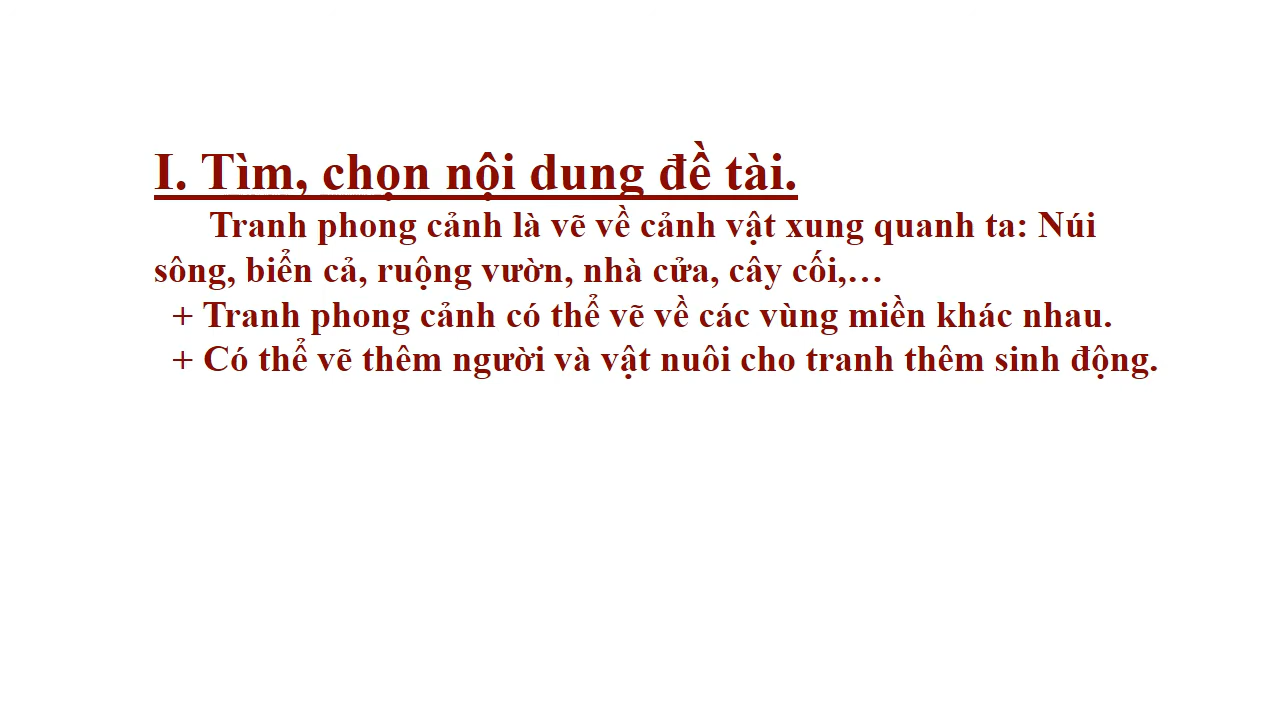 I. Tìm, chọn nội dung đề tài.
Tranh phong cảnh là vẽ về cảnh vật xung quanh ta: Núi
sông, biển cả, ruộng vườn, nhà cửa, cây cối,…
+ Tranh phong cảnh có thể vẽ về các vùng miền khác nhau.
+ Có thể vẽ thêm người và vật nuôi cho tranh thêm sinh động.